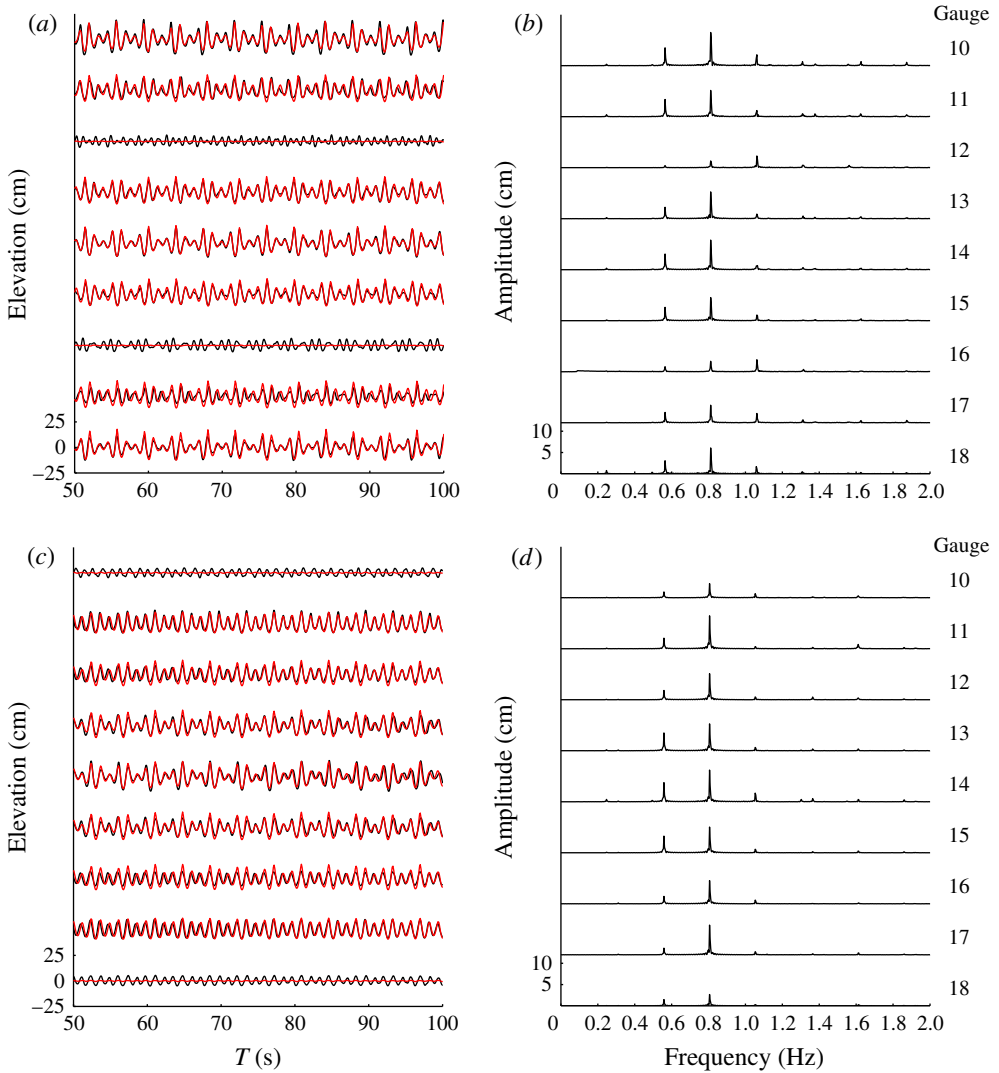 (a)
Elevation (cm)
25
0
−25
50 60 70 80 90 100
(b)
Gauge
Amplitude (cm)
10
11
12
13
14
15
16
17
18
10
5
0 0.2 0.4 0.6 0.8 1.0 1.2 1.4 1.6 1.8 2.0
(c)
Elevation (cm)
25
0
−25
50 60 70 80 90 100
T (s)
(d)
Gauge
Amplitude (cm)
10
11
12
13
14
15
16
17
18
10
5
0 0.2 0.4 0.6 0.8 1.0 1.2 1.4 1.6 1.8 2.0
Frequency (Hz)